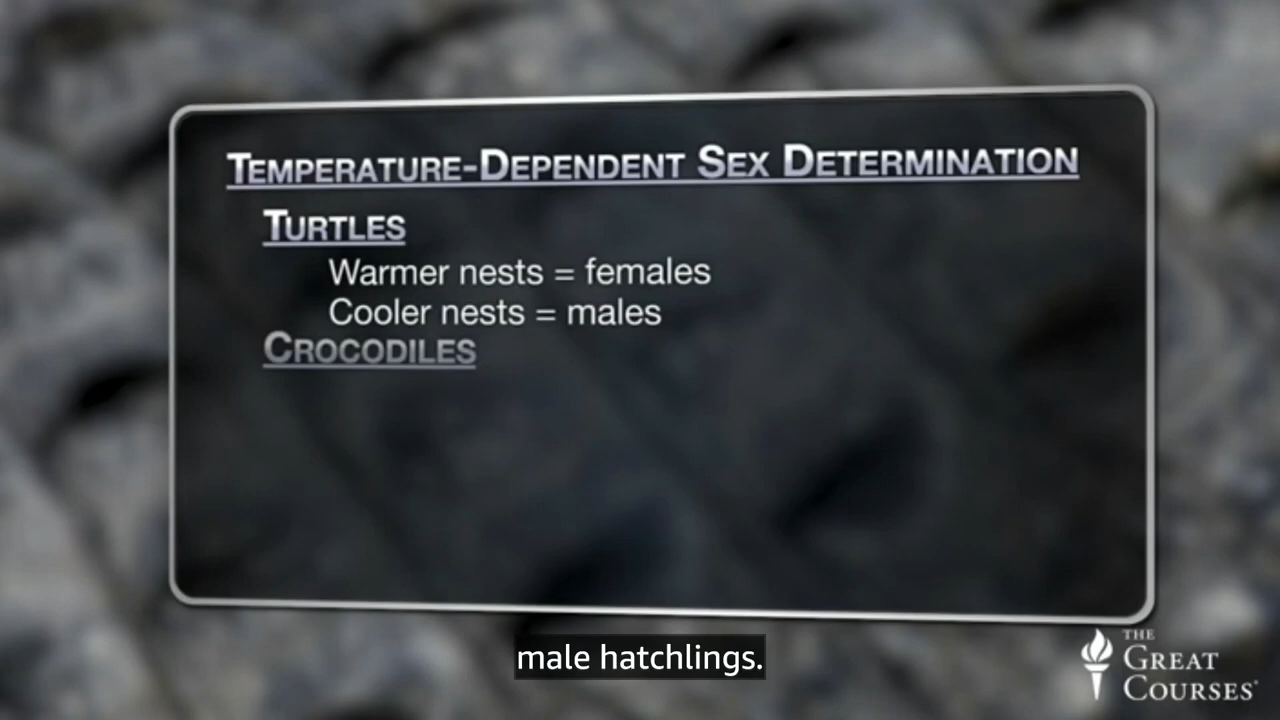 TEMPERATURE-DEPENDENT SEX DETERMINATION
TURTLES
Warmer nests = females
Cooler nests = males
CROCODILES
male hatchlings.
THE
GREAT
COURSES®